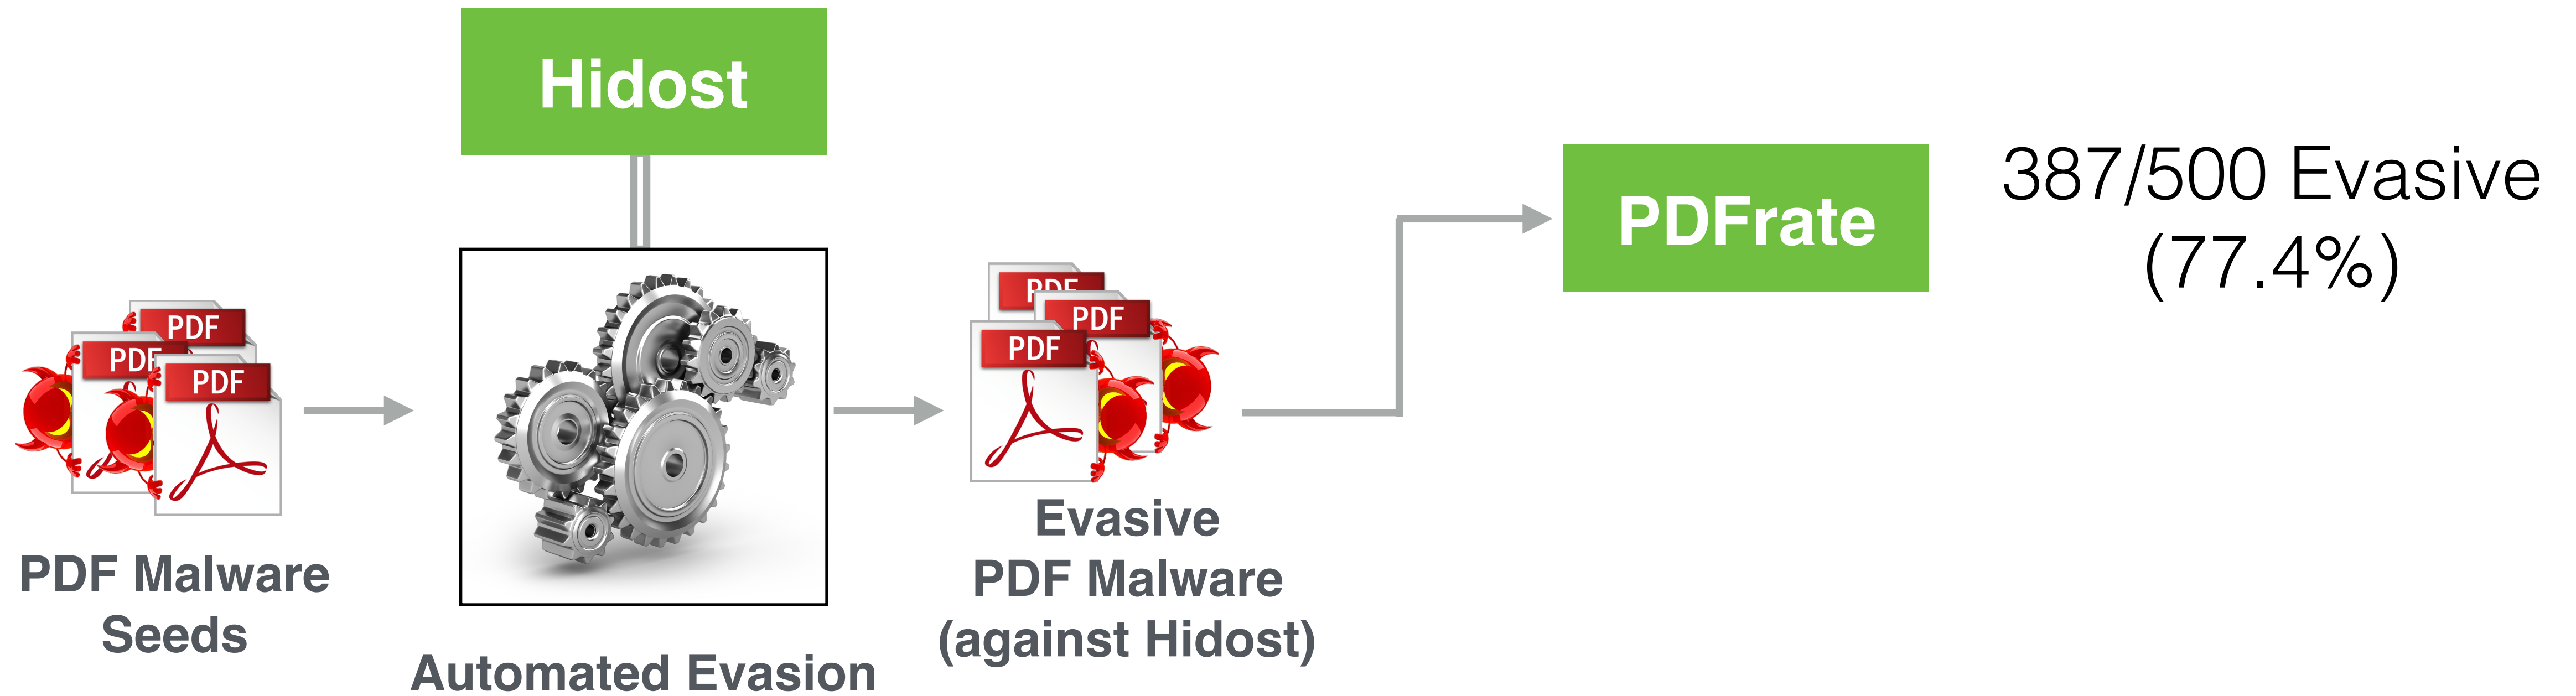 Hidost
387/500 Evasive
(77.4%)
PDFrate
PDF
PDF
PDF
PDF
PDF
PDF
PDF Malware
Seeds
Automated Evasion
Evasive
PDF Malware
(against Hidost)